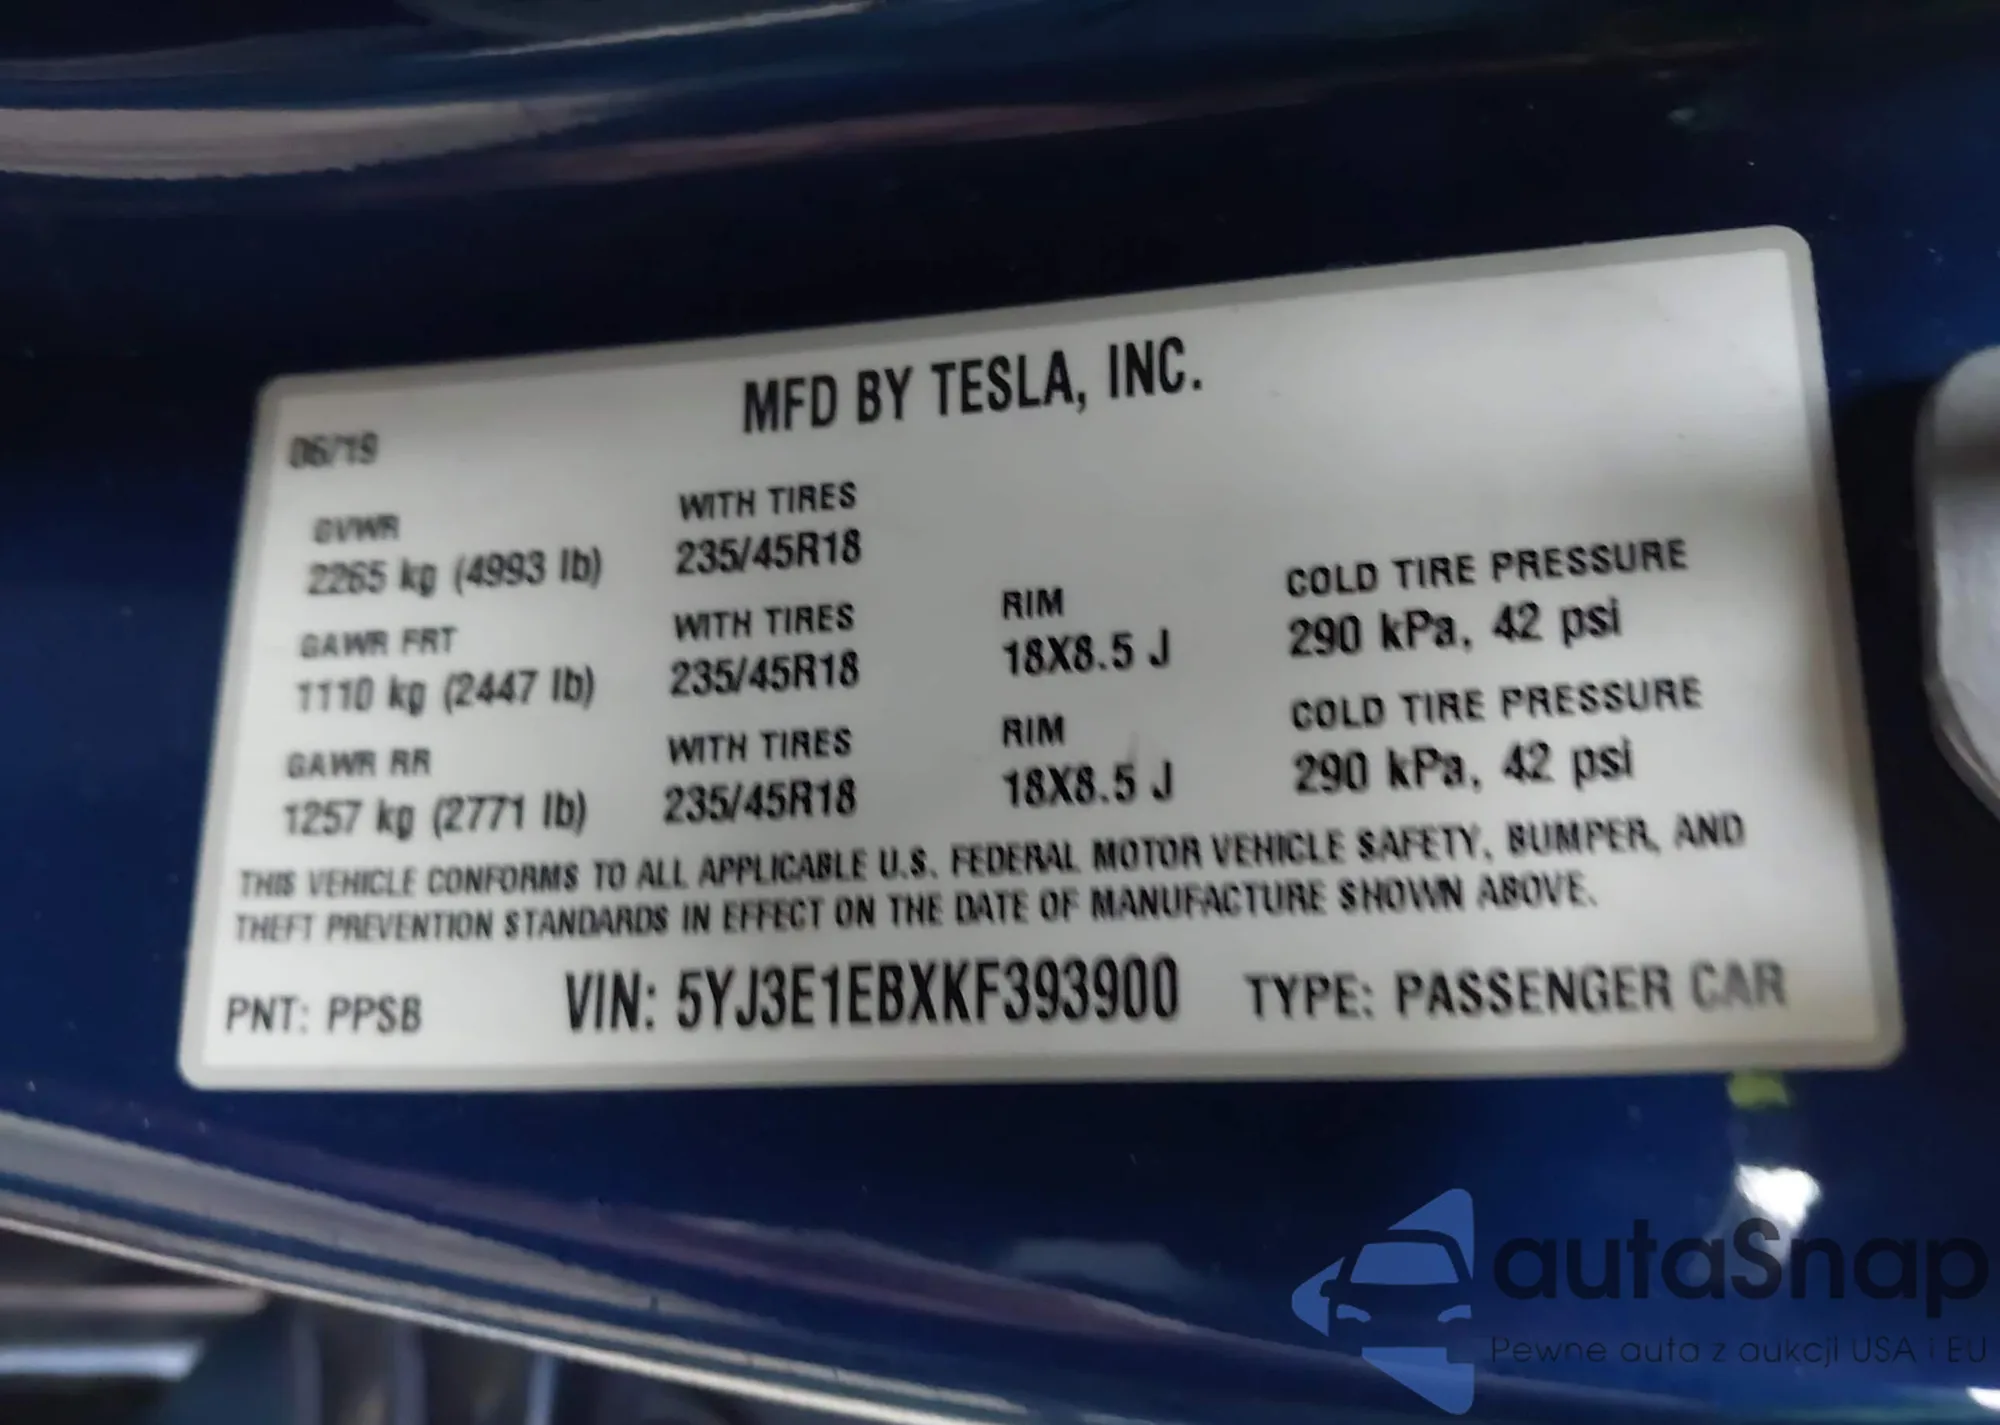 MFD BY TESLA, INC.
06/19
GVWR WITH TIRES
2265 kg (4993 lb) 235/45R18
GAWR FRT WITH TIRES RIM COLD TIRE PRESSURE
1110 kg (2447 lb) 235/45R18 18X8.5 J 290 kPa, 42 psi
GAWR RR WITH TIRES RIM COLD TIRE PRESSURE
1257 kg (2771 lb) 235/45R18 18X8.5 J 290 kPa, 42 psi
THIS VEHICLE CONFORMS TO ALL APPLICABLE U.S. FEDERAL MOTOR VEHICLE SAFETY, BUMPER, AND
THEFT PREVENTION STANDARDS IN EFFECT ON THE DATE OF MANUFACTURE SHOWN ABOVE.
PNT: PPSB VIN: 5YJ3E1EBXKF393900 TYPE: PASSENGER CAR
autaSnap
Pewne auta z aukcji USA i EU